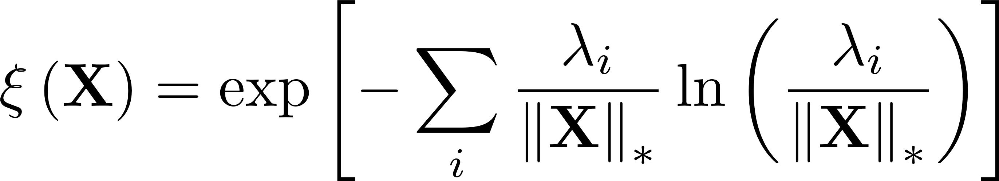 ξ (𝐗) = exp [ − ∑_i λ_i / ‖𝐗‖_* ln ( λ_i / ‖𝐗‖_* ) ]